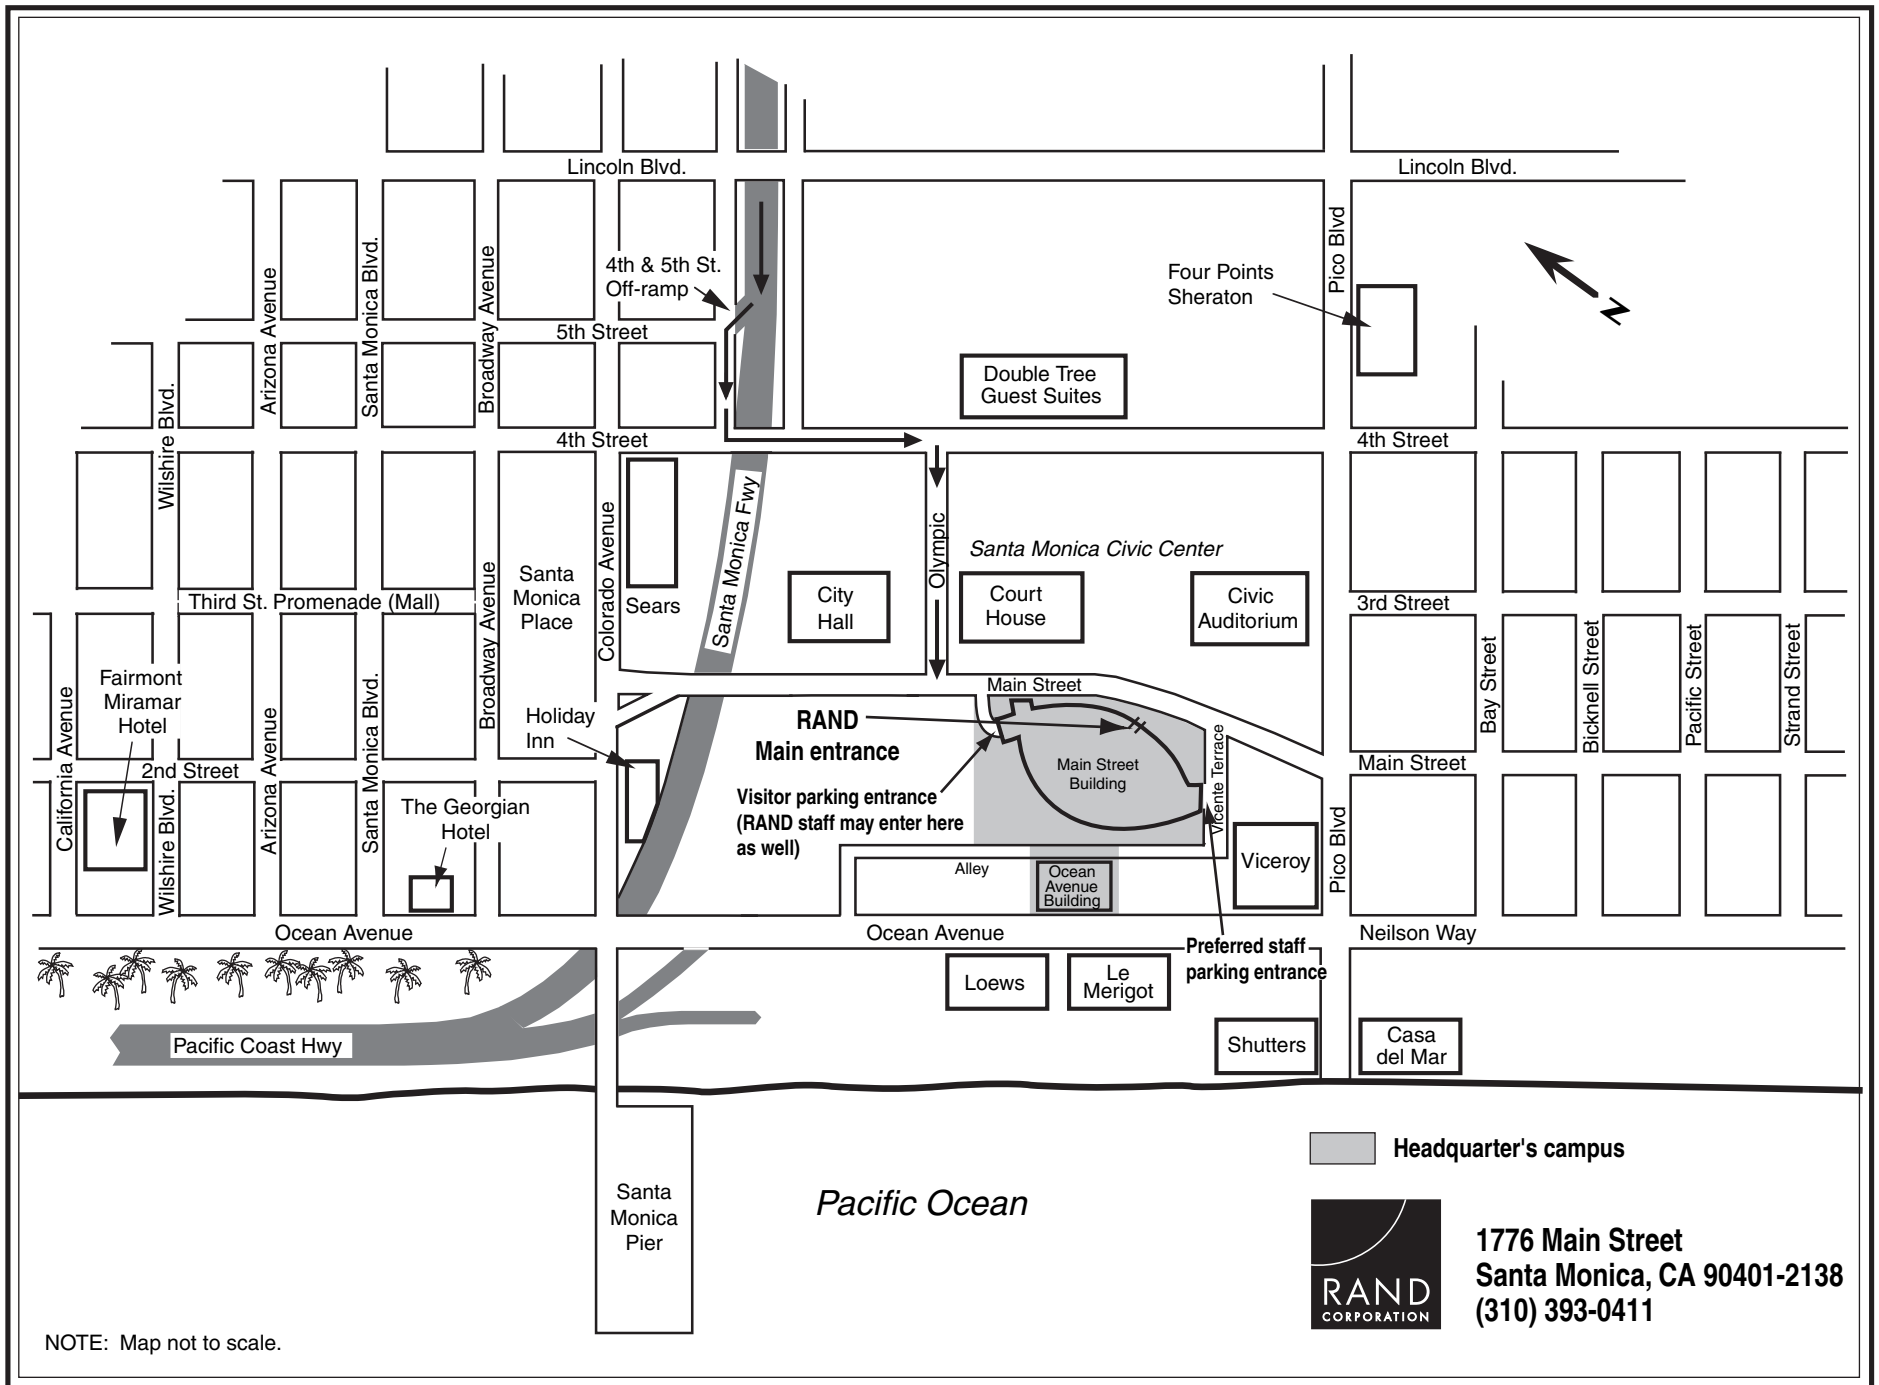 Lincoln Blvd.
Lincoln Blvd.
Pico Blvd
4th & 5th St.
Off-ramp
Four Points
Sheraton
N
Arizona Avenue
Santa Monica Blvd.
Broadway Avenue
5th Street
Wilshire Blvd.
Double Tree
Guest Suites
4th Street
4th Street
Santa Monica Fwy
Olympic
Colorado Avenue
Santa Monica Civic Center
Santa
Monica
Place
Sears
City
Hall
Court
House
Civic
Auditorium
Third St. Promenade (Mall)
3rd Street
Broadway Avenue
Bay Street
Bicknell Street
Pacific Street
Strand Street
Fairmont
Miramar
Hotel
California Avenue
Arizona Avenue
Santa Monica Blvd.
Main Street
Holiday
Inn
RAND
Main entrance
Main Street
Building
Vicente Terrace
Main Street
2nd Street
Wilshire Blvd.
The Georgian
Hotel
Visitor parking entrance
(RAND staff may enter here
as well)
Alley
Ocean
Avenue
Building
Viceroy
Pico Blvd
Ocean Avenue
Ocean Avenue
Neilson Way
Preferred staff
parking entrance
Loews
Le
Merigot
Pacific Coast Hwy
Shutters
Casa
del Mar
Santa
Monica
Pier
Pacific Ocean
Headquarter's campus
RAND
CORPORATION
1776 Main Street
Santa Monica, CA 90401-2138
(310) 393-0411
NOTE: Map not to scale.